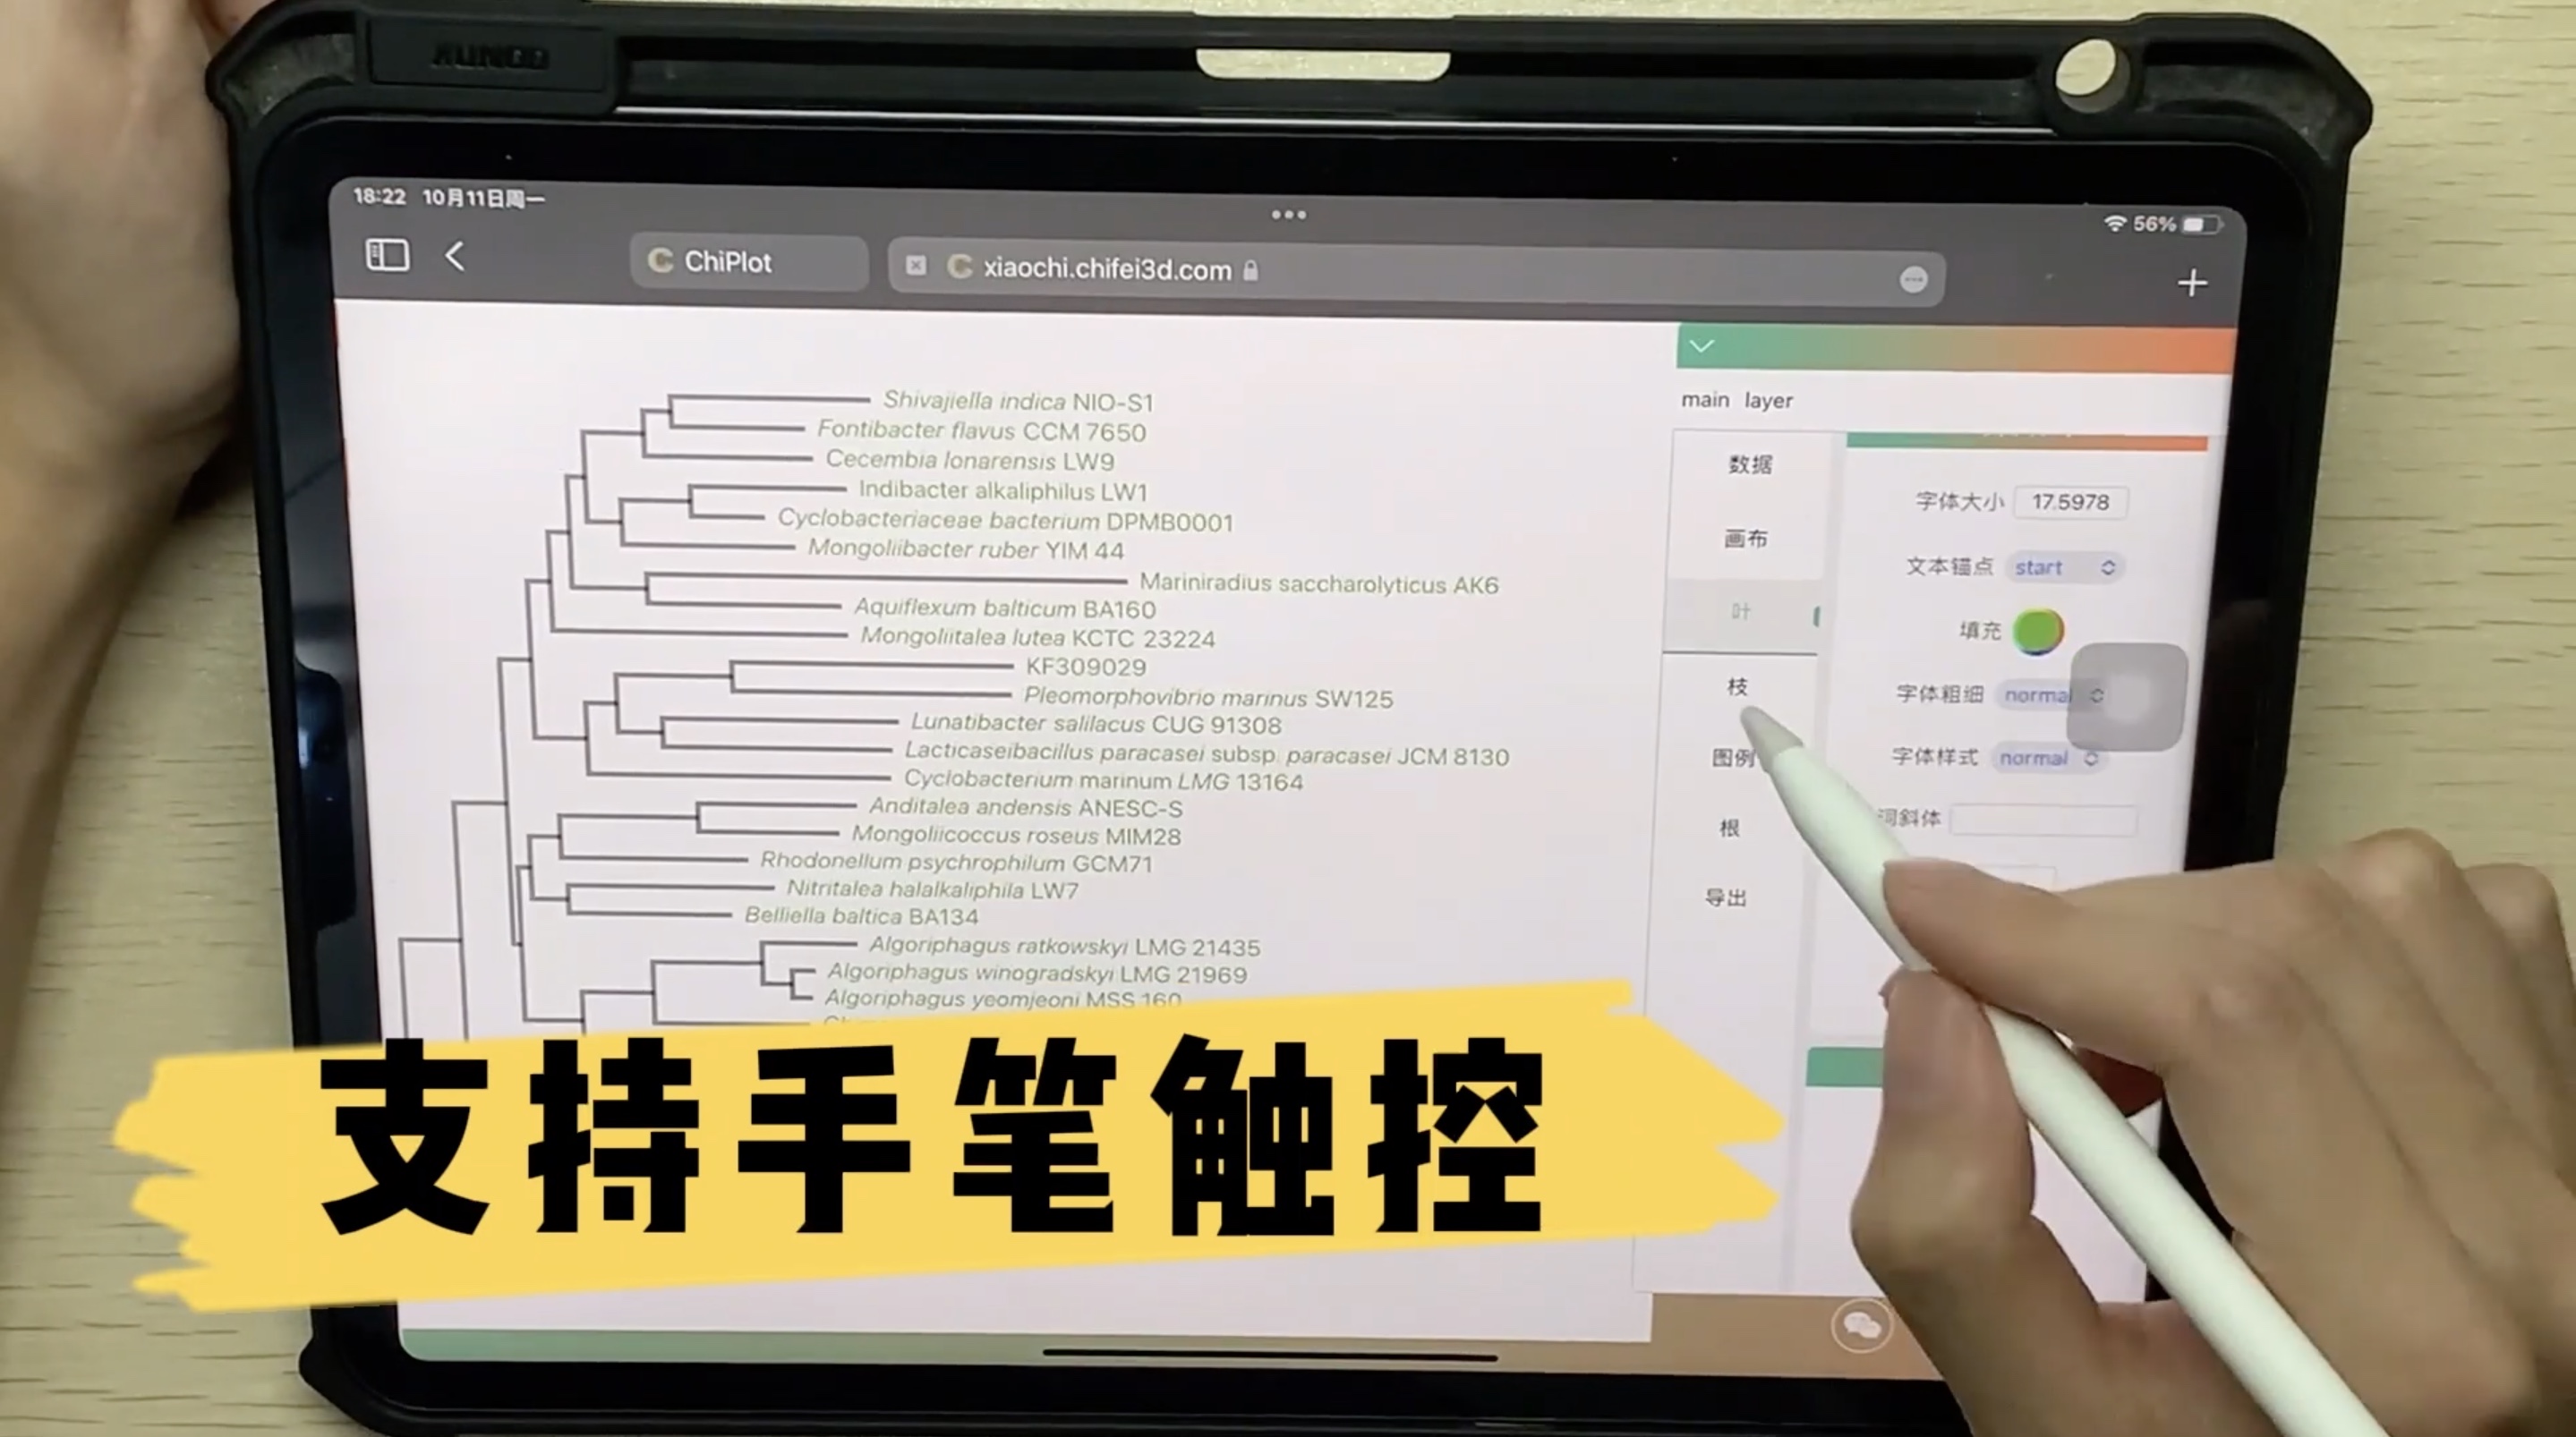 18:22 10月11日周一
56%
ChiPlot
xiaochi.chifei3d.com
Shivajiella indica NIO-S1
Fontibacter flavus CCM 7650
Cecembia lonarensis LW9
Indibacter alkaliphilus LW1
Cyclobacteriaceae bacterium DPMB0001
Mongoliibacter ruber YIM 44
Mariniradius saccharolyticus AK6
Aquiflexum balticum BA160
Mongoliitalea lutea KCTC 23224
KF309029
Pleomorphovibrio marinus SW125
Lunatibacter salilacus CUG 91308
Lacticaseibacillus paracasei subsp. paracasei JCM 8130
Cyclobacterium marinum LMG 13164
Anditalea andensis ANESC-S
Mongoliicoccus roseus MIM28
Rhodonellum psychrophilum GCM71
Nitritalea halalkaliphila LW7
Belliella baltica BA134
Algoriphagus ratkowskyi LMG 21435
Algoriphagus winogradskyi LMG 21969
Algoriphagus yeomjeoni MSS 160
main layer
数据
画布
叶
枝
图例
根
导出
字体大小 17.5978
文本锚点 start
填充
字体粗细 normal
字体样式 normal
词斜体
支持手笔触控